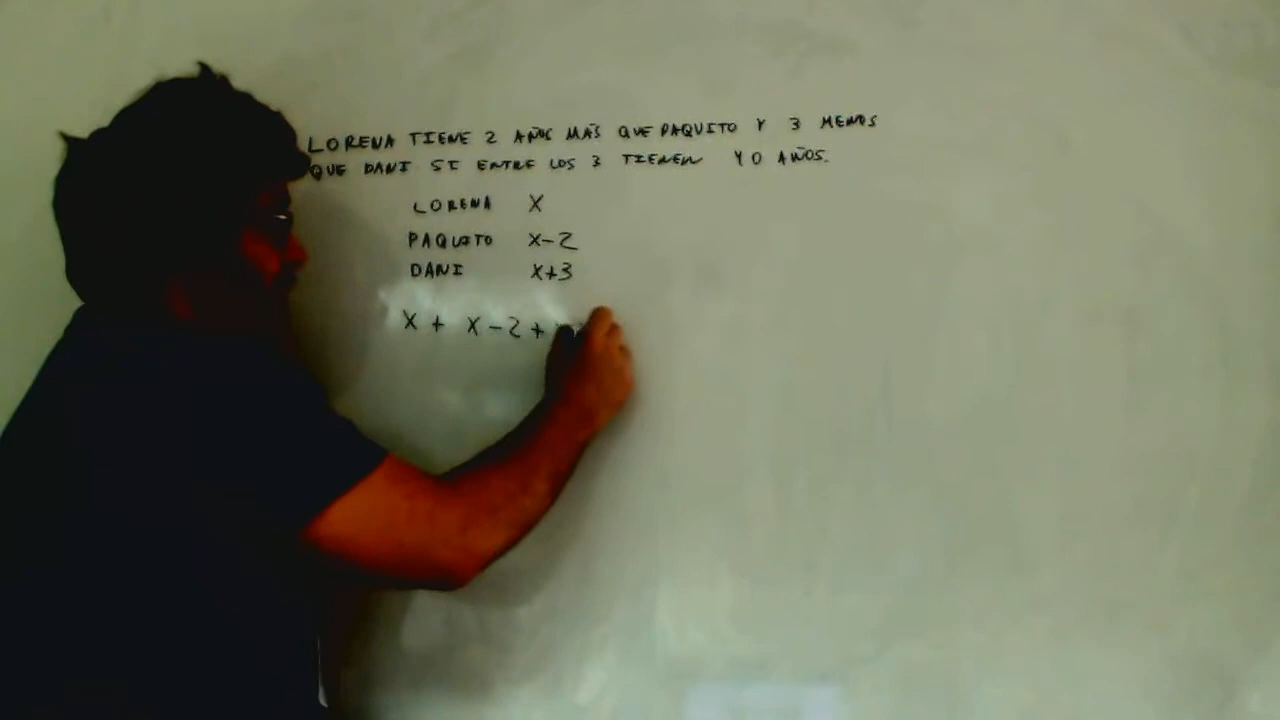 LORENA TIENE 2 AÑOS MÁS QUE PAQUITO Y 3 MENOS
QUE DANI SI ENTRE LOS 3 TIENEN 40 AÑOS.
LORENA X
PAQUITO X-2
DANI X+3
X + X-2+